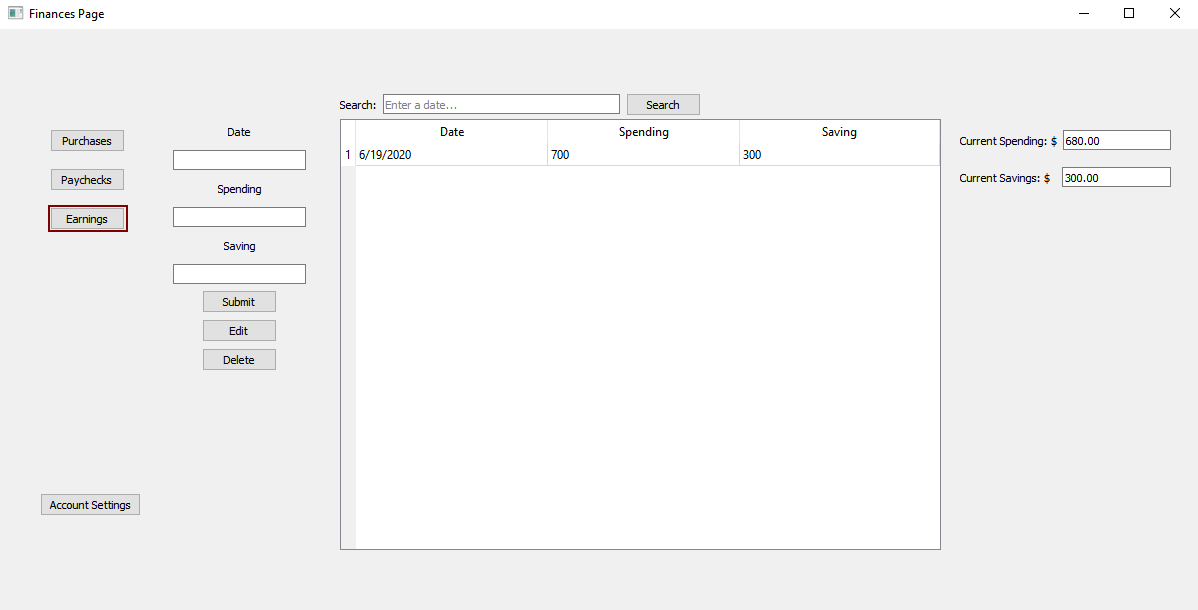 Finances Page
Search: Enter a date... Search
Purchases
Paychecks
Earnings
Account Settings
Date
Spending
Saving
Submit
Edit
Delete
Date Spending Saving
1 6/19/2020 700 300
Current Spending: $ 680.00
Current Savings: $ 300.00